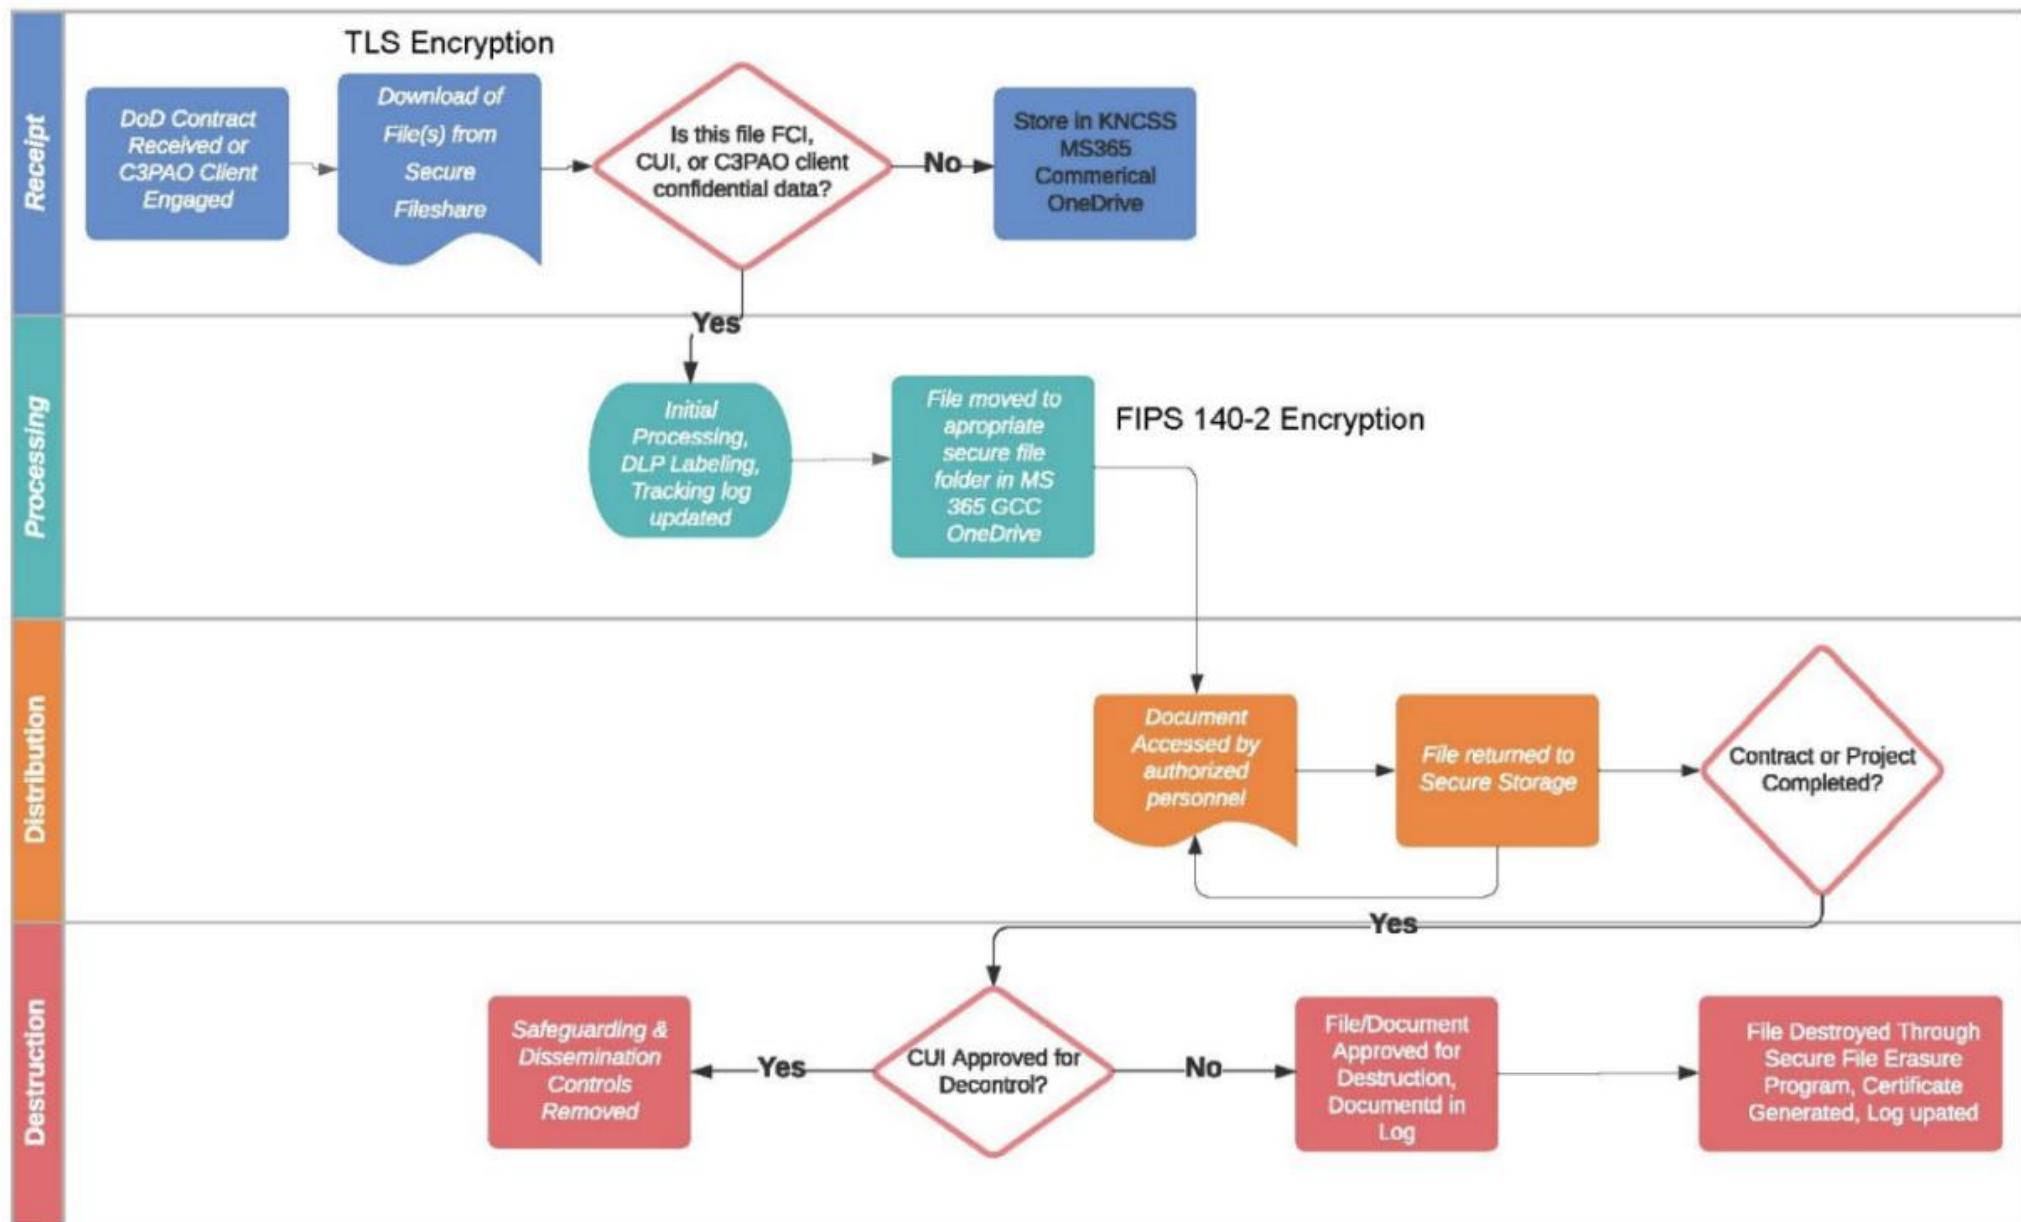 Receipt
TLS Encryption
DoD Contract
Received or
C3PAO Client
Engaged
Download of
File(s) from
Secure
Fileshare
Is this file FCI,
CUI, or C3PAO client
confidential data?
No
Store in KNCSS
MS365
Commerical
OneDrive
Yes
Processing
Initial
Processing,
DLP Labeling,
Tracking log
updated
File moved to
apropriate
secure file
folder in MS
365 GCC
OneDrive
FIPS 140-2 Encryption
Distribution
Document
Accessed by
authorized
personnel
File returned to
Secure Storage
Contract or Project
Completed?
Yes
Destruction
Safeguarding &
Dissemination
Controls
Removed
Yes
CUI Approved for
Decontrol?
No
File/Document
Approved for
Destruction,
Documentd in
Log
File Destroyed Through
Secure File Erasure
Program, Certificate
Generated, Log upated